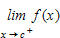 lim f(x)
x→c⁺